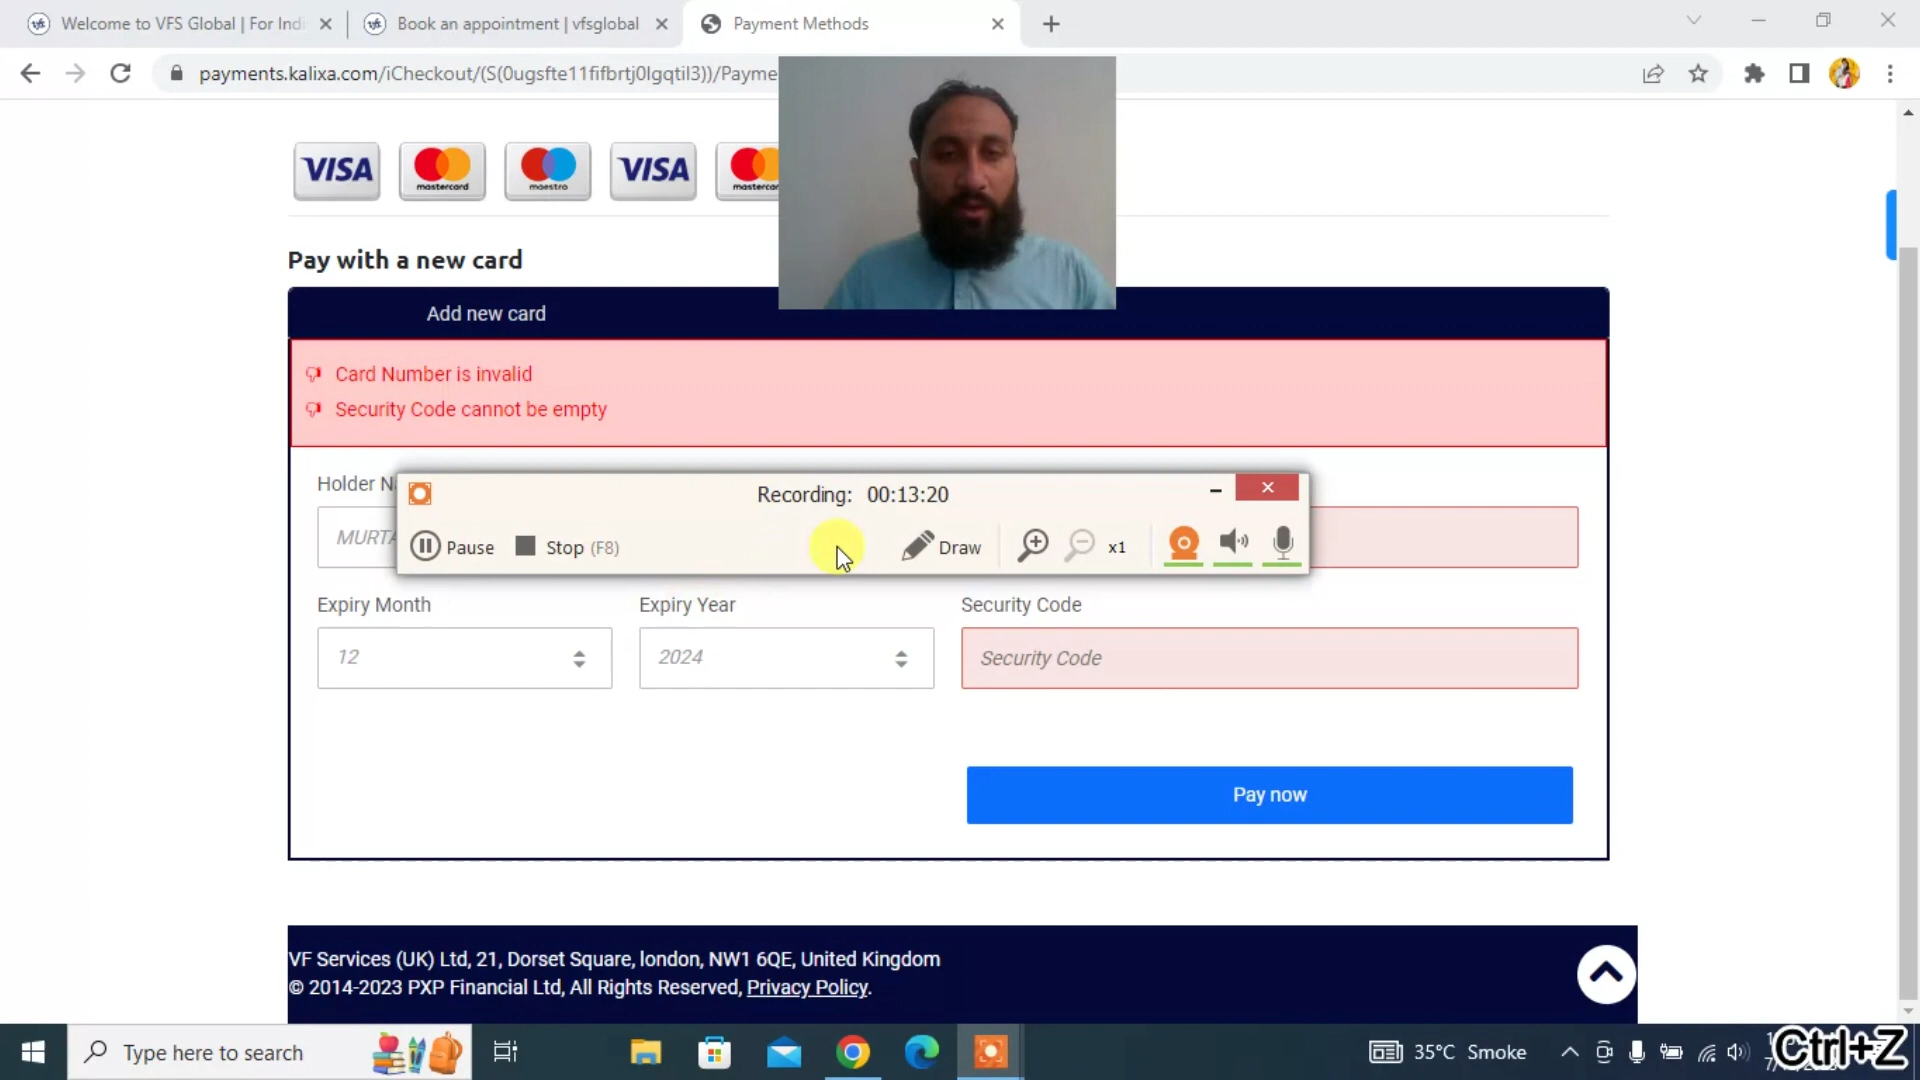 Welcome to VFS Global | For Indi
Book an appointment | vfsglobal
Payment Methods
payments.kalixa.com/iCheckout/(S(0ugsfte11fifbrtj0lgqtil3))/Payme
VISA
mastercard
maestro
VISA
mastercar
Pay with a new card
Add new card
Card Number is invalid
Security Code cannot be empty
Holder N
MURTA
Recording: 00:13:20
Pause
Stop (F8)
Draw
x1
Expiry Month
Expiry Year
Security Code
12
2024
Security Code
Pay now
VF Services (UK) Ltd, 21, Dorset Square, london, NW1 6QE, United Kingdom
© 2014-2023 PXP Financial Ltd, All Rights Reserved, Privacy Policy.
Type here to search
35°C Smoke
Ctrl+Z